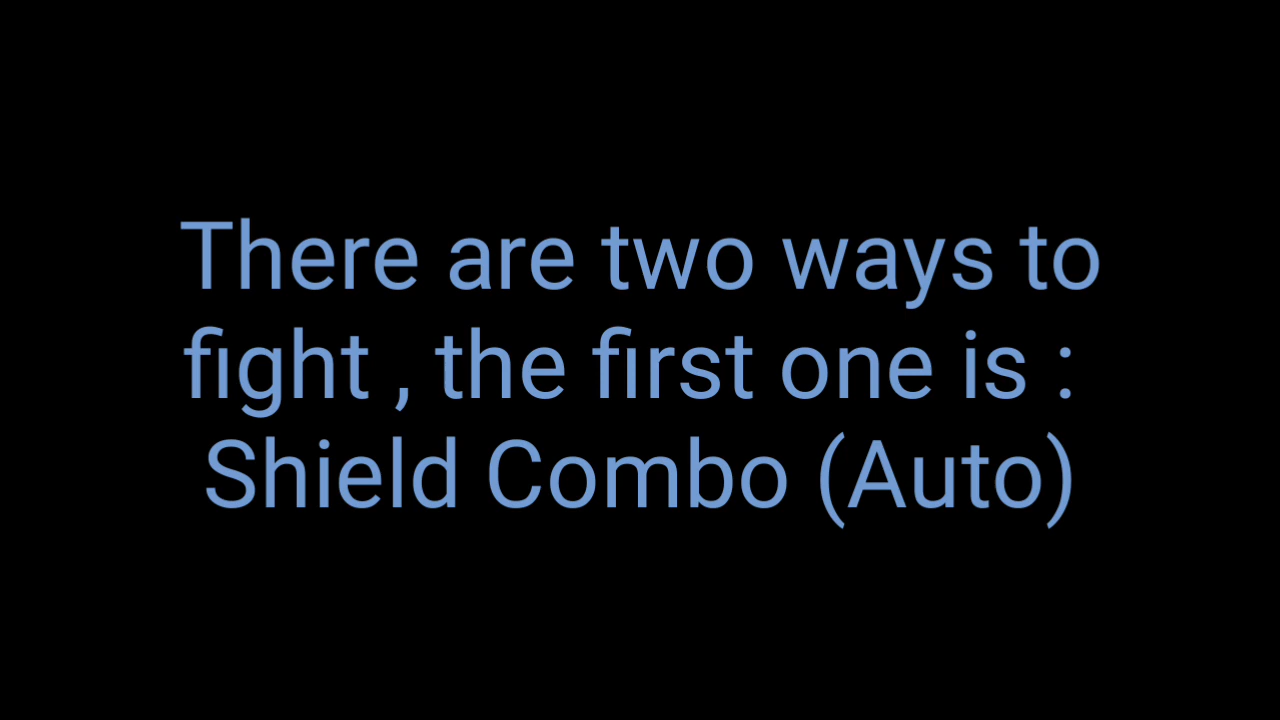 There are two ways to
fight , the first one is :
Shield Combo (Auto)